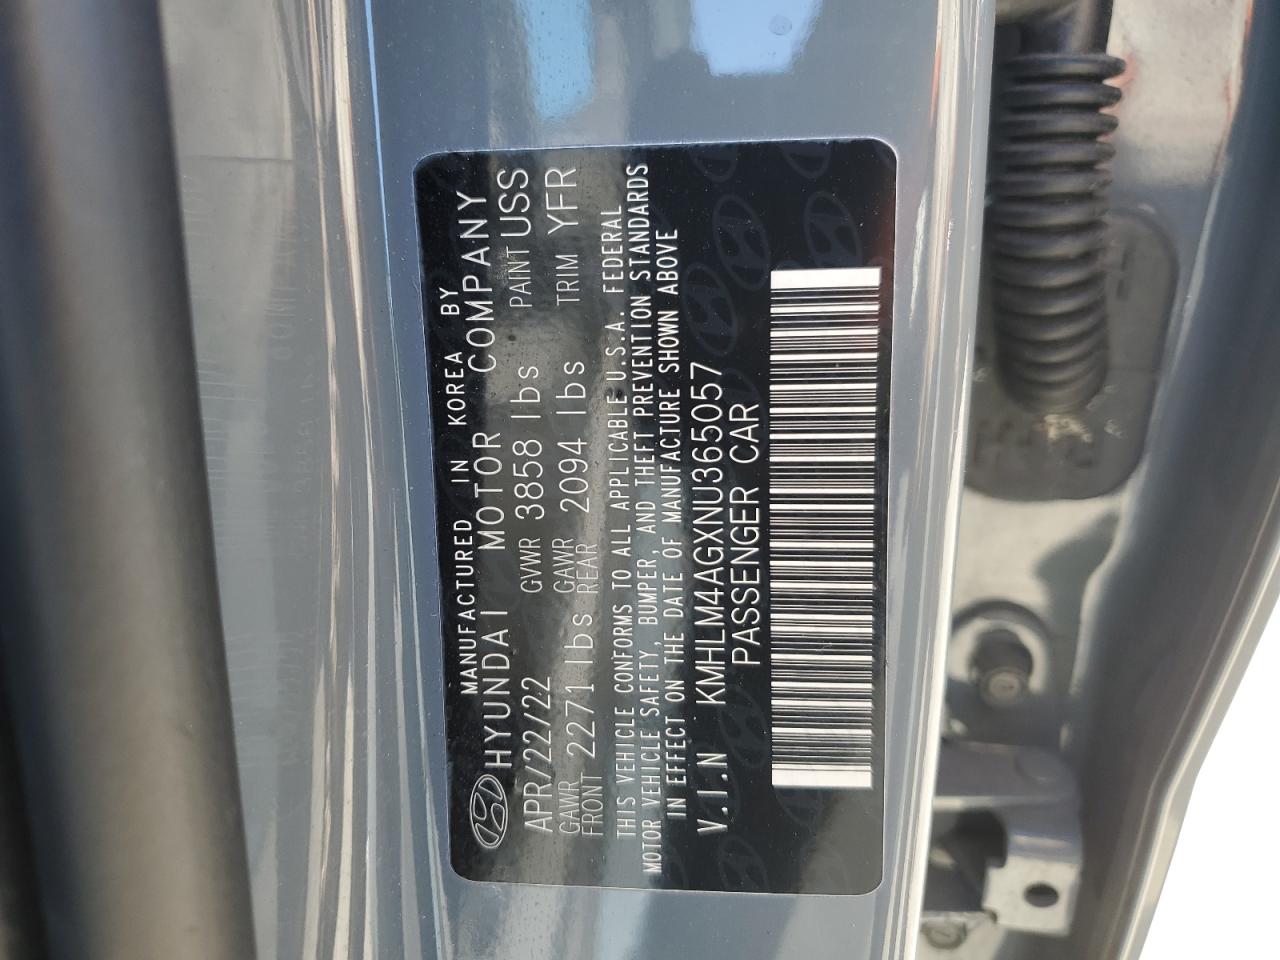 MANUFACTURED IN KOREA BY
HYUNDAI MOTOR COMPANY
APR/22/22 GVWR 3858 lbs PAINT USS
GAWR FRONT 2271 lbs GAWR REAR 2094 lbs TRIM YFR
THIS VEHICLE CONFORMS TO ALL APPLICABLE U.S.A. FEDERAL
MOTOR VEHICLE SAFETY, BUMPER, AND THEFT PREVENTION STANDARDS
IN EFFECT ON THE DATE OF MANUFACTURE SHOWN ABOVE
V.I.N KMHLM4AGXNU365057
PASSENGER CAR